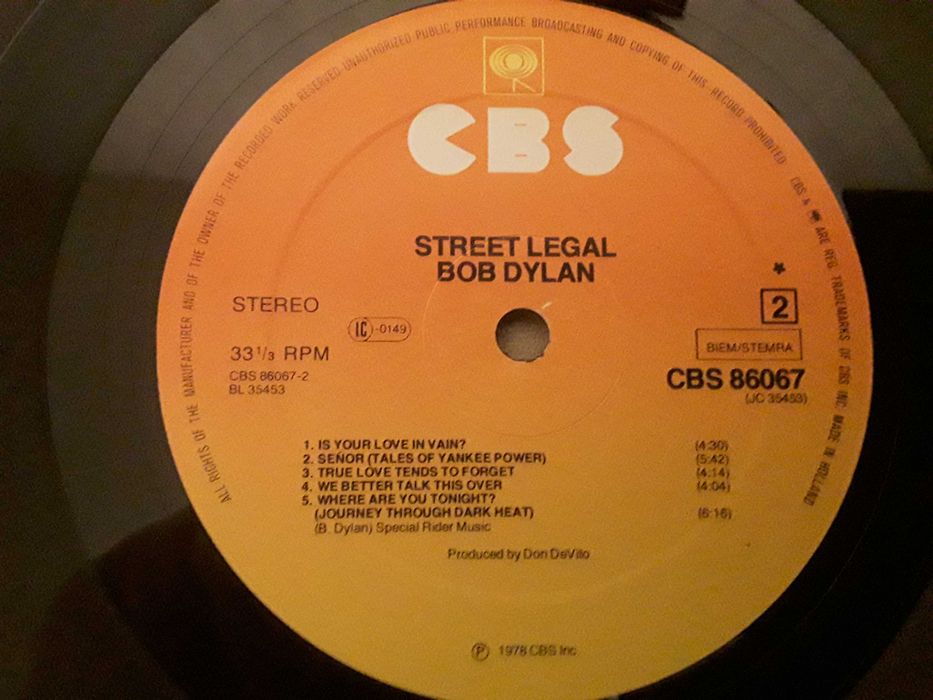 ALL RIGHTS OF THE MANUFACTURER AND OF THE OWNER OF THE RECORDED WORK RESERVED UNAUTHORIZED PUBLIC PERFORMANCE BROADCASTING AND COPYING OF THIS RECORD PROHIBITED CBS & ARE REG. TRADEMARKS OF CBS INC MADE IN HOLLAND
CBS
STREET LEGAL
BOB DYLAN
STEREO
2
LC -0149
BIEM/STEMRA
33 1/3 RPM
CBS 86067-2
CBS 86067
BL 35453
(JC 35453)
1. IS YOUR LOVE IN VAIN? (4:30)
2. SEÑOR (TALES OF YANKEE POWER) (5:42)
3. TRUE LOVE TENDS TO FORGET (4:14)
4. WE BETTER TALK THIS OVER (4:04)
5. WHERE ARE YOU TONIGHT?
(JOURNEY THROUGH DARK HEAT) (6:16)
(B. Dylan) Special Rider Music
Produced by Don DeVito
Ⓟ 1978 CBS Inc